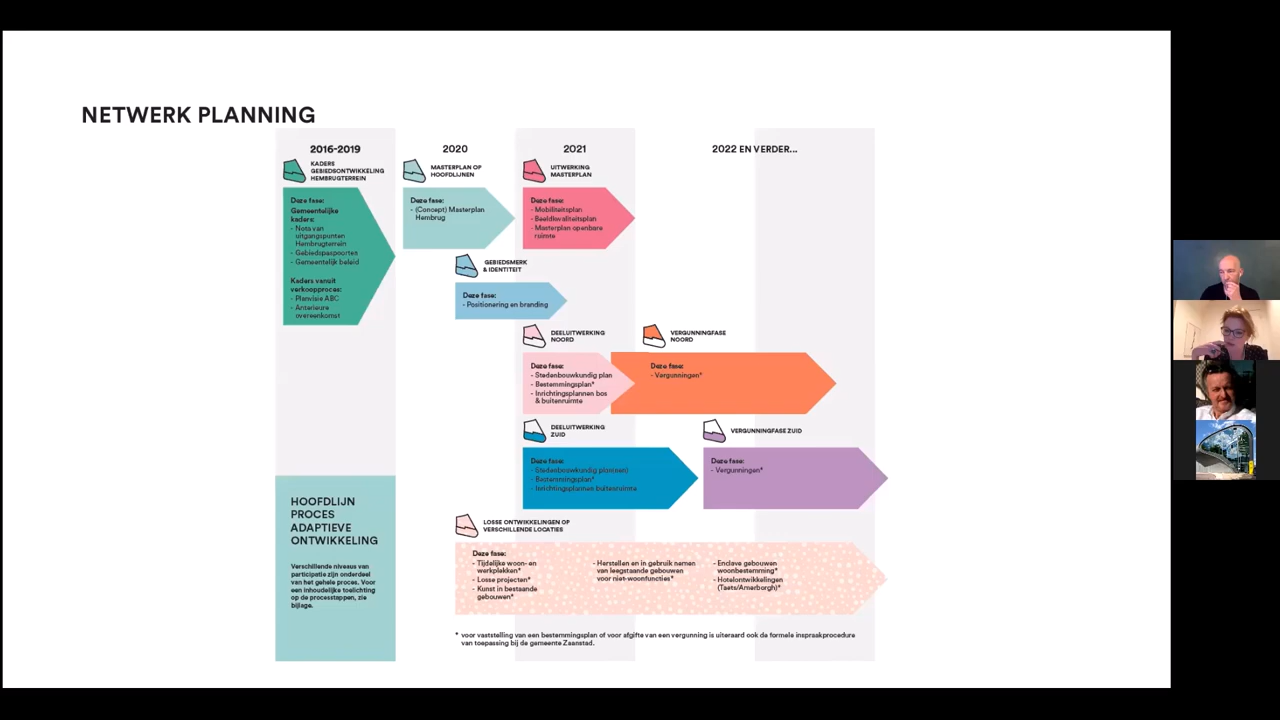 NETWERK PLANNING
2016-2019
2020
2021
2022 EN VERDER...
KADERS
GEBIEDSONTWIKKELING
HEMBRUGTERREIN
Deze fase:
Gemeentelijke
kaders:
- Nota van
uitgangspunten
Hembrugterrein
- Gebiedspaspoorten
- Gemeentelijk beleid
Kaders vanuit
verkoopproces:
- Planvisie ABC
- Anterieure
overeenkomst
MASTERPLAN OP
HOOFDLIJNEN
Deze fase:
- (Concept) Masterplan
Hembrug
UITWERKING
MASTERPLAN
Deze fase:
- Mobiliteitsplan
- Beeldkwaliteitsplan
- Masterplan openbare
ruimte
GEBIEDSMERK
& IDENTITEIT
Deze fase:
- Positionering en branding
DEELUITWERKING
NOORD
Deze fase:
- Stedenbouwkundig plan
- Bestemmingsplan*
- Inrichtingsplannen bos
& buitenruimte
VERGUNNINGFASE
NOORD
Deze fase:
- Vergunningen*
DEELUITWERKING
ZUID
Deze fase:
- Stedenbouwkundig plan(nen)
- Bestemmingsplan*
- Inrichtingsplannen buitenruimte
VERGUNNINGFASE ZUID
Deze fase:
- Vergunningen*
LOSSE ONTWIKKELINGEN OP
VERSCHILLENDE LOCATIES
Deze fase:
- Tijdelijke woon- en
werkplekken*
- Losse projecten*
- Kunst in bestaande
gebouwen*
- Herstellen en in gebruik namen
van leegstaande gebouwen
voor niet-woonfuncties*
- Enclave gebouwen
woonbestemming*
- Hotelontwikkelingen
(Taets/Amerborgh)*
HOOFDLIJN
PROCES
ADAPTIEVE
ONTWIKKELING
Verschillende niveaus van
participatie zijn onderdeel
van het gehele proces. Voor
een inhoudelijke toelichting
op de processtappen, zie
bijlage.
* voor vaststelling van een bestemmingsplan of voor afgifte van een vergunning is uiteraard ook de formele inspraakprocedure
van toepassing bij de gemeente Zaanstad.